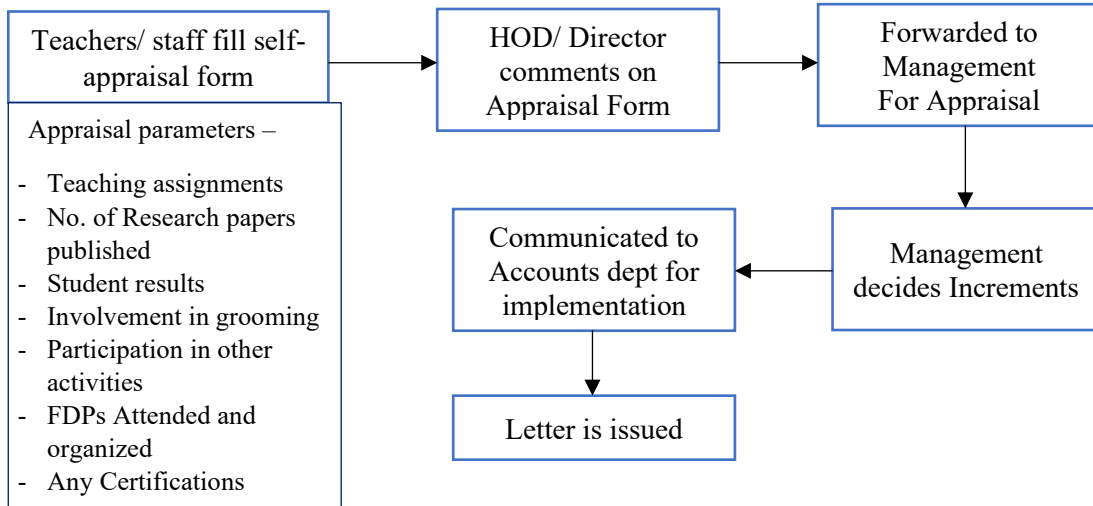 Teachers/ staff fill self-
appraisal form
Appraisal parameters –
- Teaching assignments
- No. of Research papers
published
- Student results
- Involvement in grooming
- Participation in other
activities
- FDPs Attended and
organized
- Any Certifications
HOD/ Director
comments on
Appraisal Form
Forwarded to
Management
For Appraisal
Management
decides Increments
Communicated to
Accounts dept for
implementation
Letter is issued